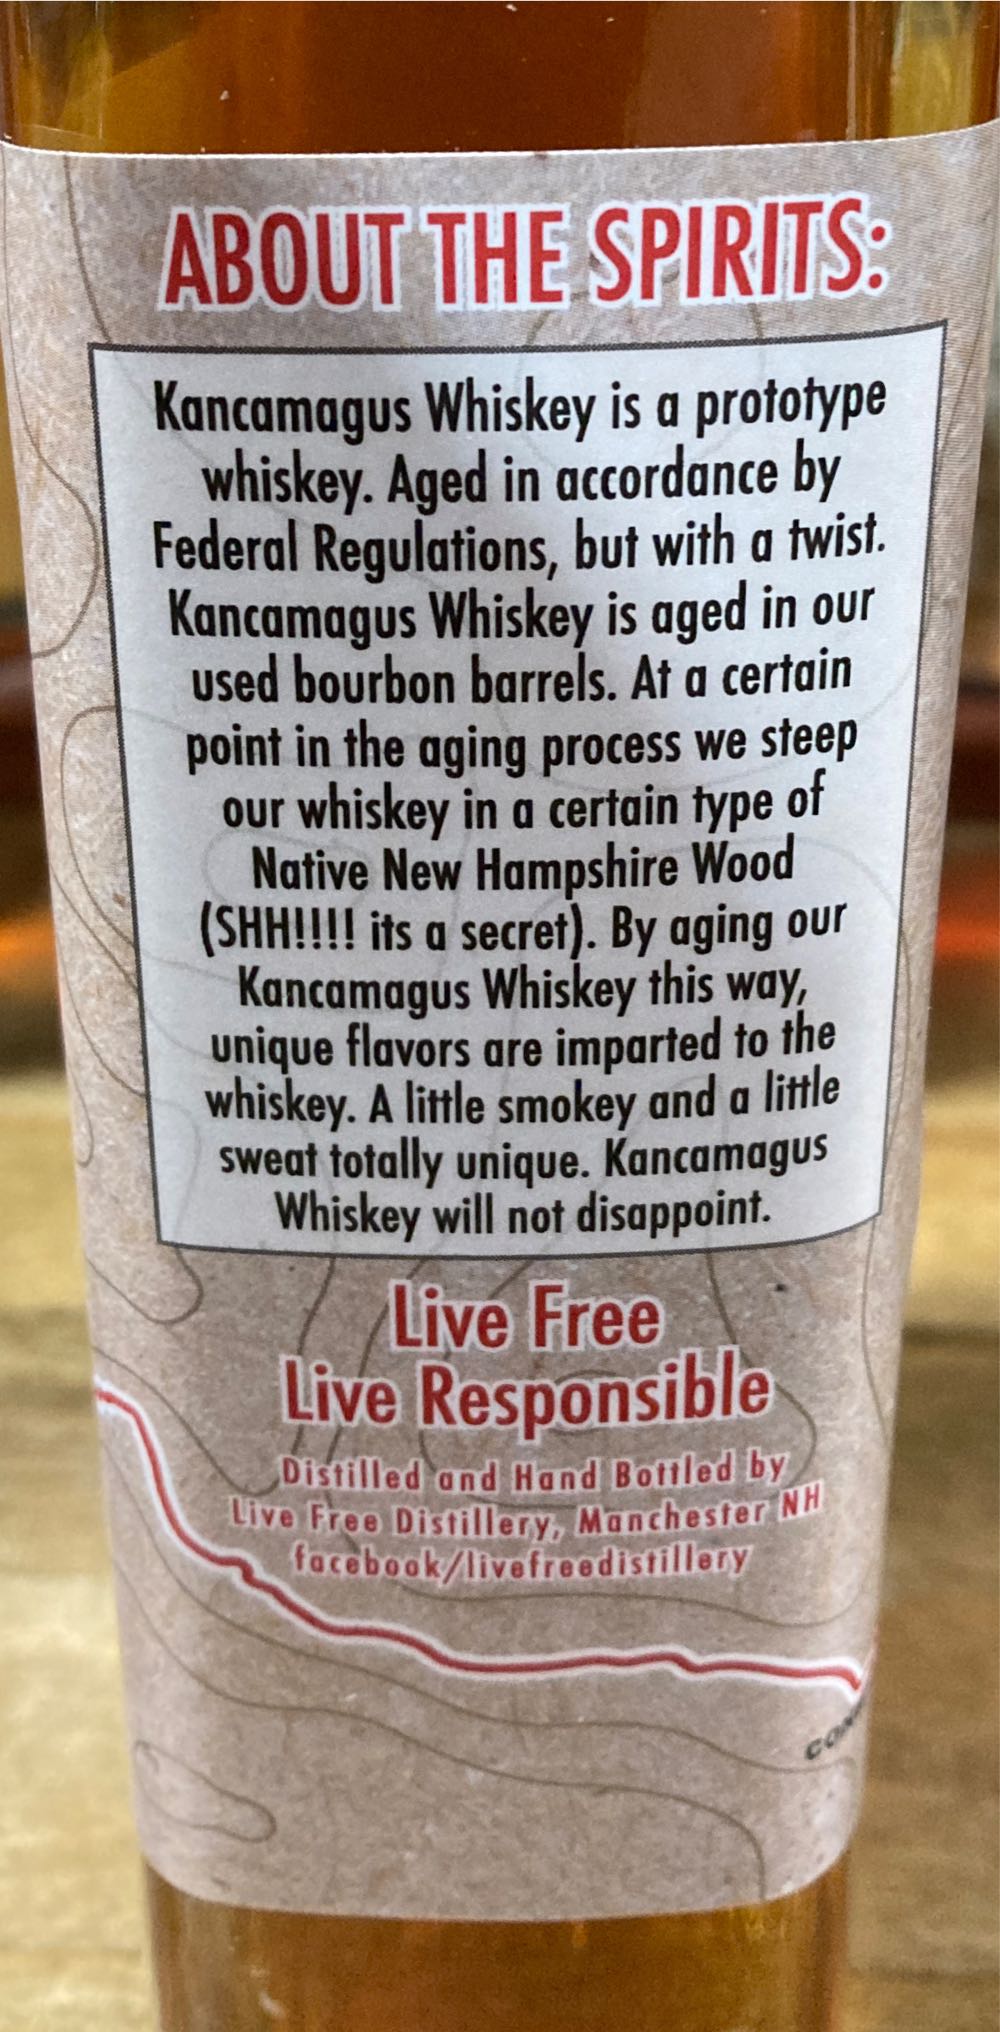 ABOUT THE SPIRITS:
Kancamagus Whiskey is a prototype
whiskey. Aged in accordance by
Federal Regulations, but with a twist.
Kancamagus Whiskey is aged in our
used bourbon barrels. At a certain
point in the aging process we steep
our whiskey in a certain type of
Native New Hampshire Wood
(SHH!!!! its a secret). By aging our
Kancamagus Whiskey this way,
unique flavors are imparted to the
whiskey. A little smokey and a little
sweat totally unique. Kancamagus
Whiskey will not disappoint.
Live Free
Live Responsible
Distilled and Hand Bottled by
Live Free Distillery, Manchester NH
facebook/livefreedistillery